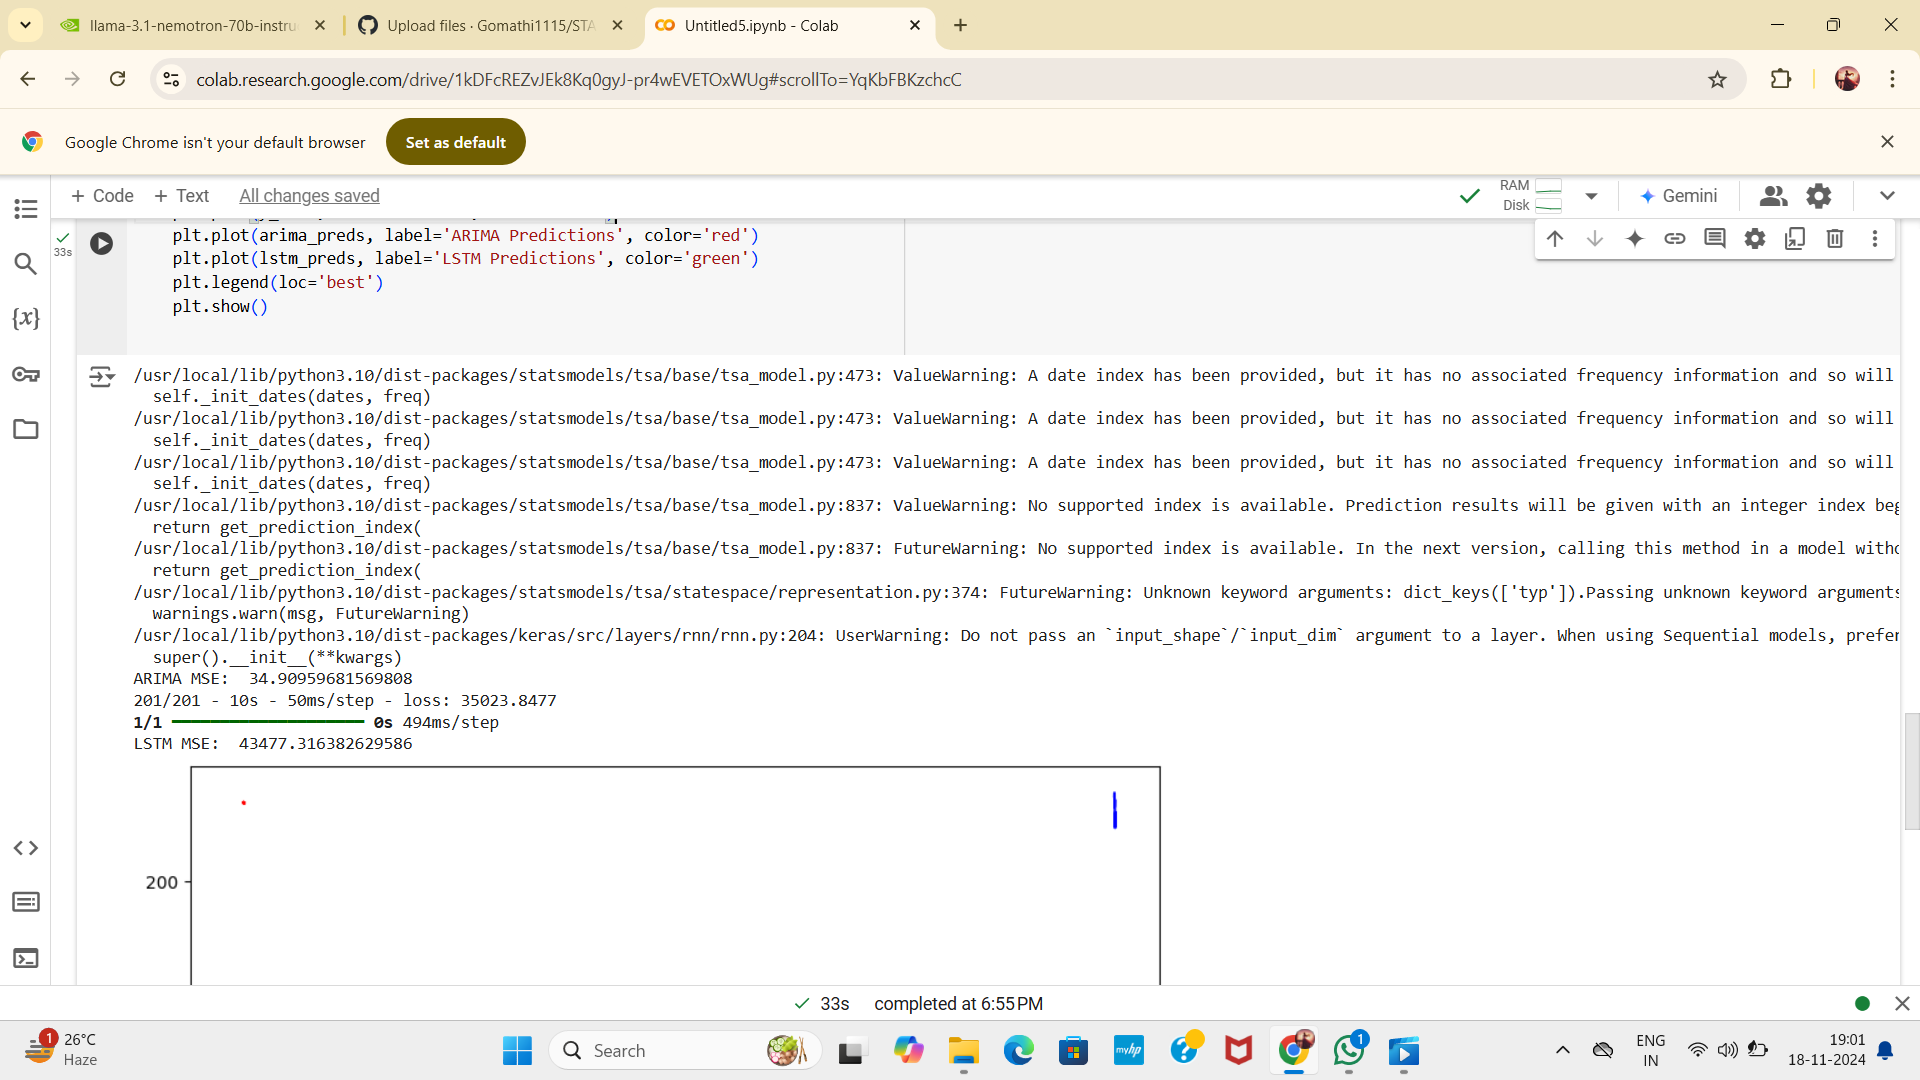 llama-3.1-nemotron-70b-instru
Upload files · Gomathi1115/STA
Untitled5.ipynb - Colab
colab.research.google.com/drive/1kDFcREZvJEk8Kq0gyJ-pr4wEVETOxWUg#scrollTo=YqKbFBKzchcC
Google Chrome isn't your default browser
Set as default
+ Code + Text All changes saved
RAM
Disk
Gemini
33s
plt.plot(arima_preds, label='ARIMA Predictions', color='red')
plt.plot(lstm_preds, label='LSTM Predictions', color='green')
plt.legend(loc='best')
plt.show()
/usr/local/lib/python3.10/dist-packages/statsmodels/tsa/base/tsa_model.py:473: ValueWarning: A date index has been provided, but it has no associated frequency information and so will
self._init_dates(dates, freq)
/usr/local/lib/python3.10/dist-packages/statsmodels/tsa/base/tsa_model.py:473: ValueWarning: A date index has been provided, but it has no associated frequency information and so will
self._init_dates(dates, freq)
/usr/local/lib/python3.10/dist-packages/statsmodels/tsa/base/tsa_model.py:473: ValueWarning: A date index has been provided, but it has no associated frequency information and so will
self._init_dates(dates, freq)
/usr/local/lib/python3.10/dist-packages/statsmodels/tsa/base/tsa_model.py:837: ValueWarning: No supported index is available. Prediction results will be given with an integer index beg
return get_prediction_index(
/usr/local/lib/python3.10/dist-packages/statsmodels/tsa/base/tsa_model.py:837: FutureWarning: No supported index is available. In the next version, calling this method in a model witho
return get_prediction_index(
/usr/local/lib/python3.10/dist-packages/statsmodels/tsa/statespace/representation.py:374: FutureWarning: Unknown keyword arguments: dict_keys(['typ']).Passing unknown keyword arguments
warnings.warn(msg, FutureWarning)
/usr/local/lib/python3.10/dist-packages/keras/src/layers/rnn/rnn.py:204: UserWarning: Do not pass an `input_shape`/`input_dim` argument to a layer. When using Sequential models, prefer
super().__init__(**kwargs)
ARIMA MSE:  34.90959681569808
201/201 - 10s - 50ms/step - loss: 35023.8477
1/1 ━━━━━━━━━━━━━━━━━━━━ 0s 494ms/step
LSTM MSE:  43477.316382629586
200
33s completed at 6:55 PM
1
26°C
Haze
Search
myhp
1
ENG
IN
19:01
18-11-2024